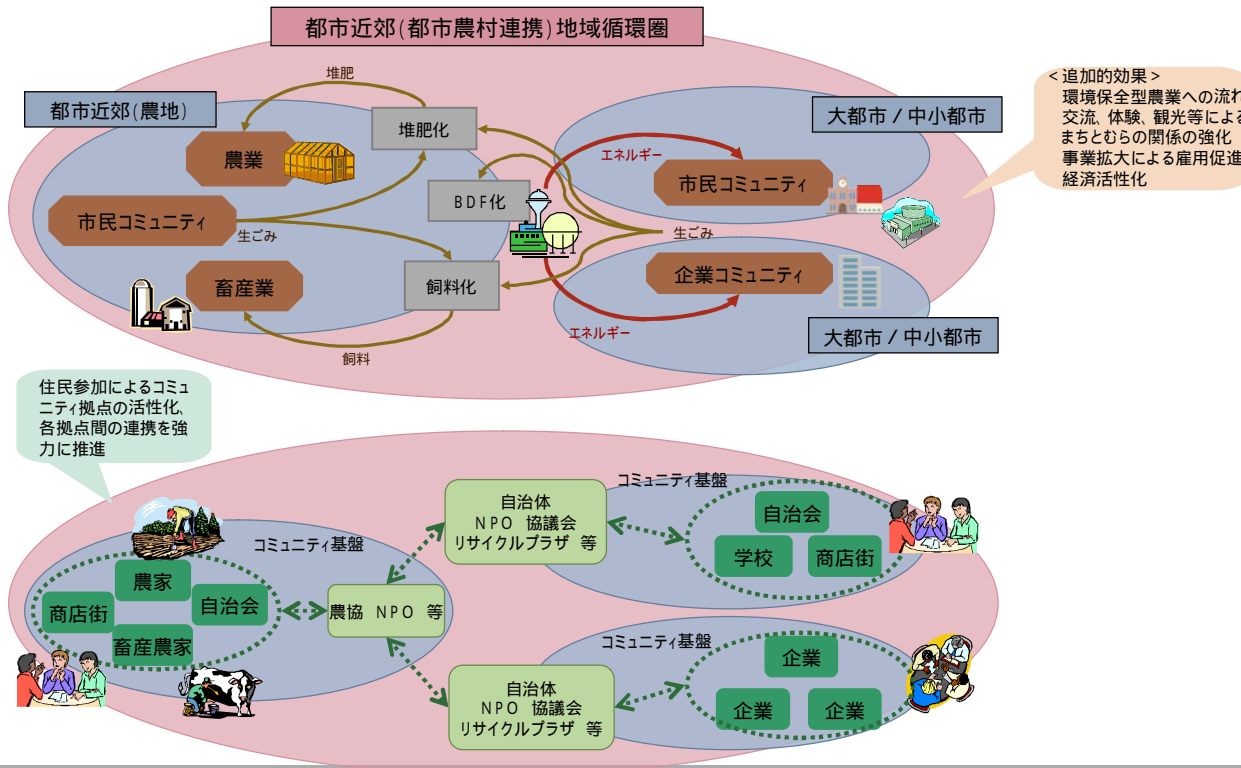 都市近郊(都市農村連携)地域循環圏
<追加的効果>
環境保全型農業への流れ
交流、体験、観光等による
まちとむらの関係の強化
事業拡大による雇用促進
経済活性化
堆肥
都市近郊(農地)
大都市/中小都市
堆肥化
農業
エネルギー
市民コミュニティ
BDF化
市民コミュニティ
生ごみ
生ごみ
企業コミュニティ
畜産業
飼料化
エネルギー
大都市/中小都市
飼料
住民参加によるコミュ
ニティ拠点の活性化、
各拠点間の連携を強
力に推進
コミュニティ基盤
自治体
NPO 協議会
リサイクルプラザ 等
自治会
学校
商店街
コミュニティ基盤
農家
商店街
自治会
畜産農家
農協 NPO 等
コミュニティ基盤
自治体
NPO 協議会
リサイクルプラザ 等
企業
企業
企業